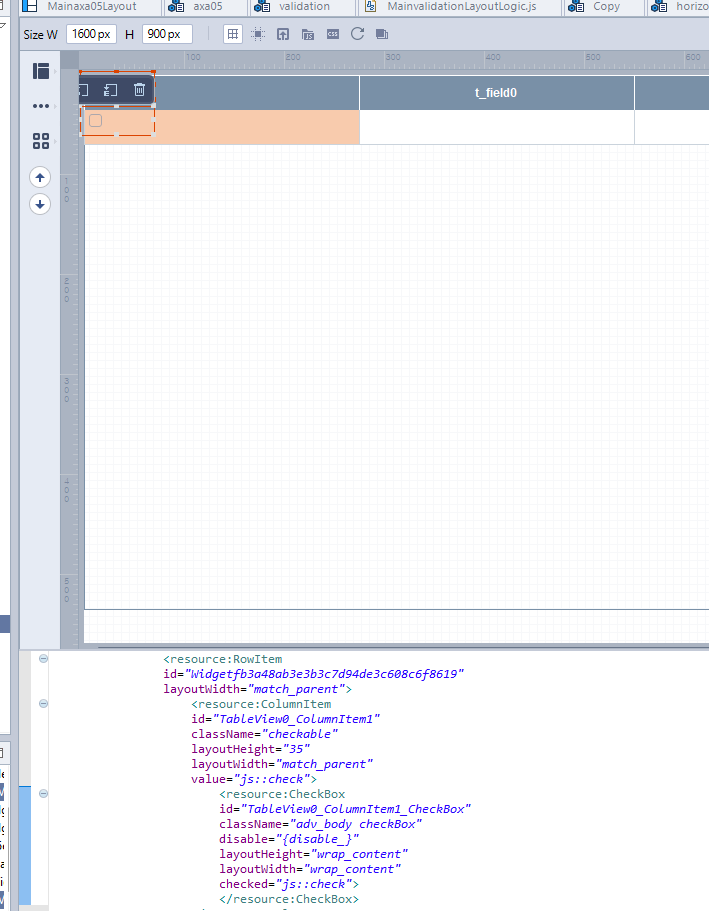 Mainaxa05Layout axa05 validation MainvalidationLayoutLogic.js Copy horizo
Size W 1600 px H 900 px
100 200 300 400 500 600
t_field0
100
200
300
400
500
<resource:RowItem
id="Widgetfb3a48ab3e3b3c7d94de3c608c6f8619"
layoutWidth="match_parent">
<resource:ColumnItem
id="TableView0_ColumnItem1"
className="checkable"
layoutHeight="35"
layoutWidth="match_parent"
value="js::check">
<resource:CheckBox
id="TableView0_ColumnItem1_CheckBox"
className="adv_body checkBox"
disable="{disable_}"
layoutHeight="wrap_content"
layoutWidth="wrap_content"
checked="js::check">
</resource:CheckBox>